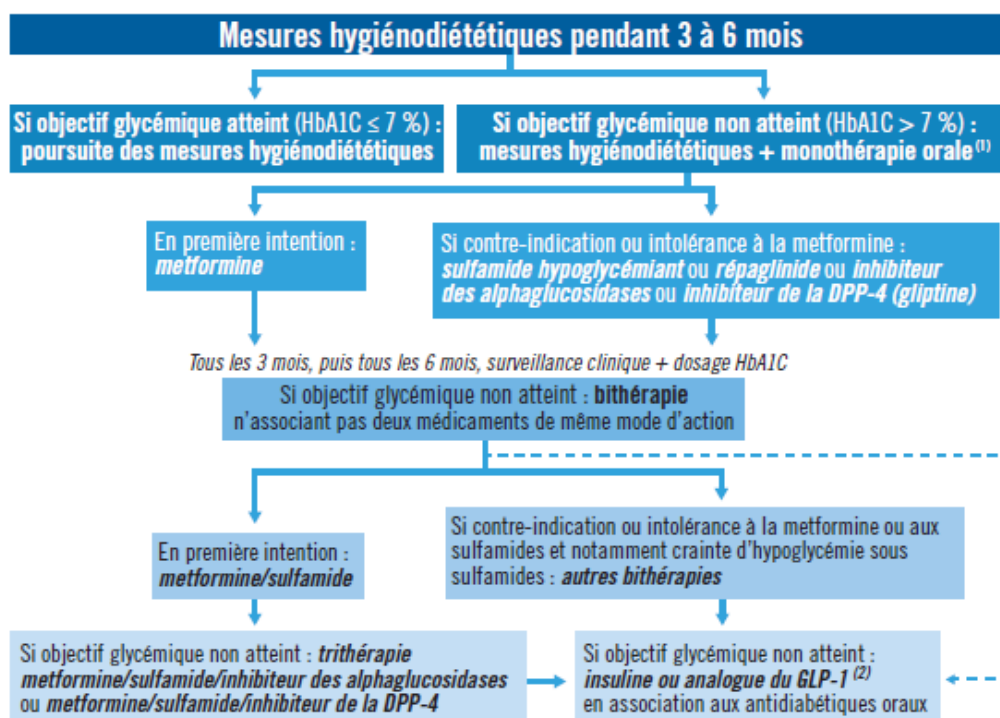 Mesures hygiénodiététiques pendant 3 à 6 mois
Si objectif glycémique atteint (HbA1C ≤ 7 %) :
poursuite des mesures hygiénodiététiques
Si objectif glycémique non atteint (HbA1C > 7 %) :
mesures hygiénodiététiques + monothérapie orale (1)
En première intention :
metformine
Si contre-indication ou intolérance à la metformine :
sulfamide hypoglycémiant ou répaglinide ou inhibiteur
des alphaglucosidases ou inhibiteur de la DPP-4 (gliptine)
Tous les 3 mois, puis tous les 6 mois, surveillance clinique + dosage HbA1C
Si objectif glycémique non atteint : bithérapie
n'associant pas deux médicaments de même mode d'action
En première intention :
metformine/sulfamide
Si contre-indication ou intolérance à la metformine ou aux
sulfamides et notamment crainte d'hypoglycémie sous
sulfamides : autres bithérapies
Si objectif glycémique non atteint : trithérapie
metformine/sulfamide/inhibiteur des alphaglucosidases
ou metformine/sulfamide/inhibiteur de la DPP-4
Si objectif glycémique non atteint :
insuline ou analogue du GLP-1 (2)
en association aux antidiabétiques oraux